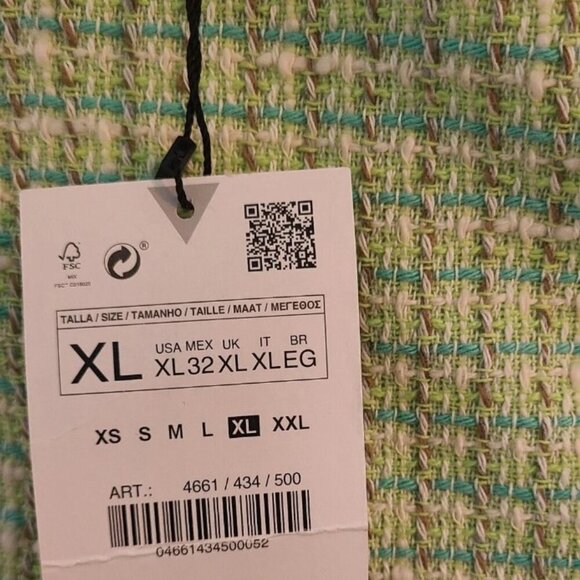 FSC
MIX
TALLA / SIZE / TAMANHO / TAILLE / MAAT / ΜΕΓΕΘΟΣ
XL
USA MEX UK IT BR
XL 32 XL XL EG
XS S M L XL XXL
ART.: 4661 / 434 / 500
04661434500052